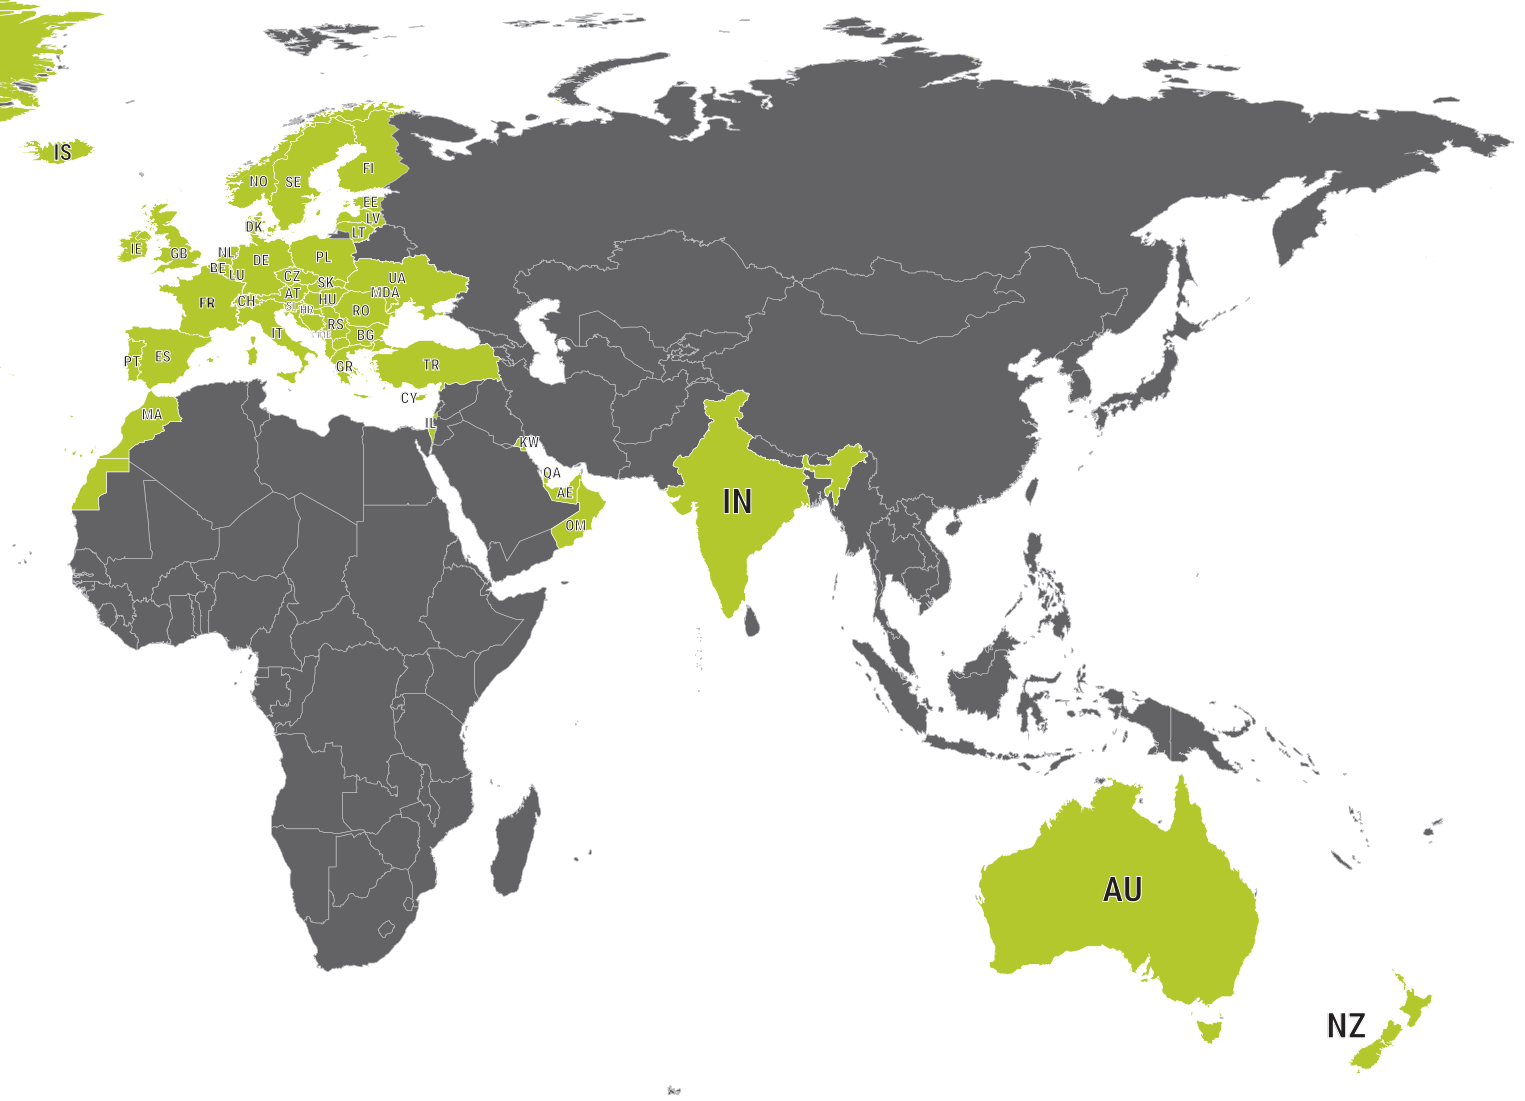 IS
FI
NO
SE
EE
LV
DK
LT
IE
GB
NL
DE
PL
BE
LU
CZ
SK
UA
AT
MDA
HU
FR
CH
HR
RO
RS
IT
BG
PT
ES
GR
TR
CY
MA
IL
KW
QA
AE
IN
OM
AU
NZ